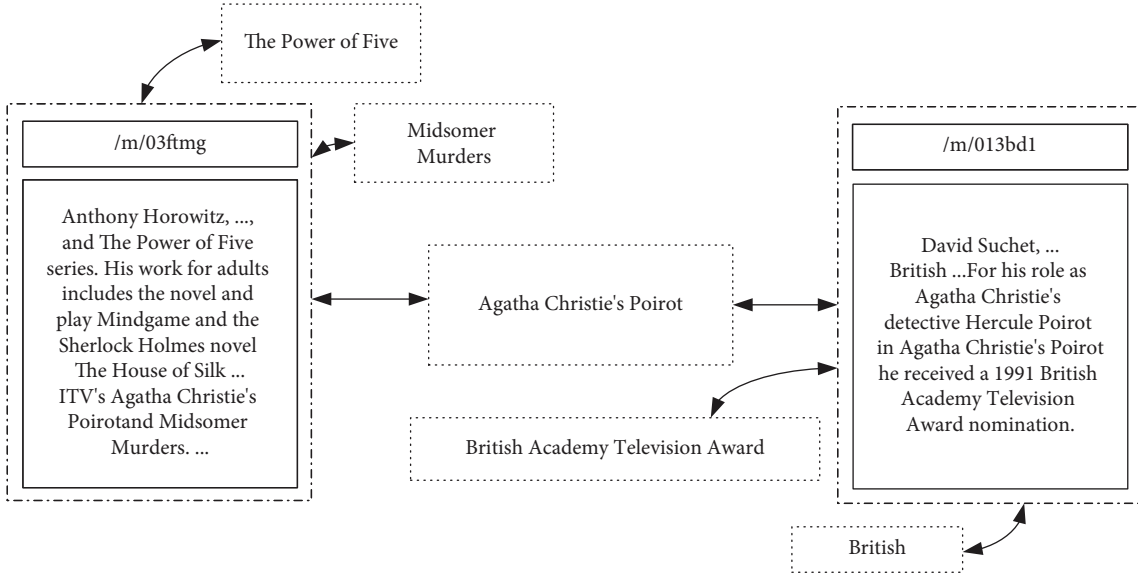 The Power of Five
/m/03ftmg
Midsomer
Murders
/m/013bd1
Anthony Horowitz, ...,
and The Power of Five
series. His work for adults
includes the novel and
play Mindgame and the
Sherlock Holmes novel
The House of Silk ...
ITV's Agatha Christie's
Poirotand Midsomer
Murders. ...
Agatha Christie's Poirot
David Suchet, ...
British ...For his role as
Agatha Christie's
detective Hercule Poirot
in Agatha Christie's Poirot
he received a 1991 British
Academy Television
Award nomination.
British Academy Television Award
British